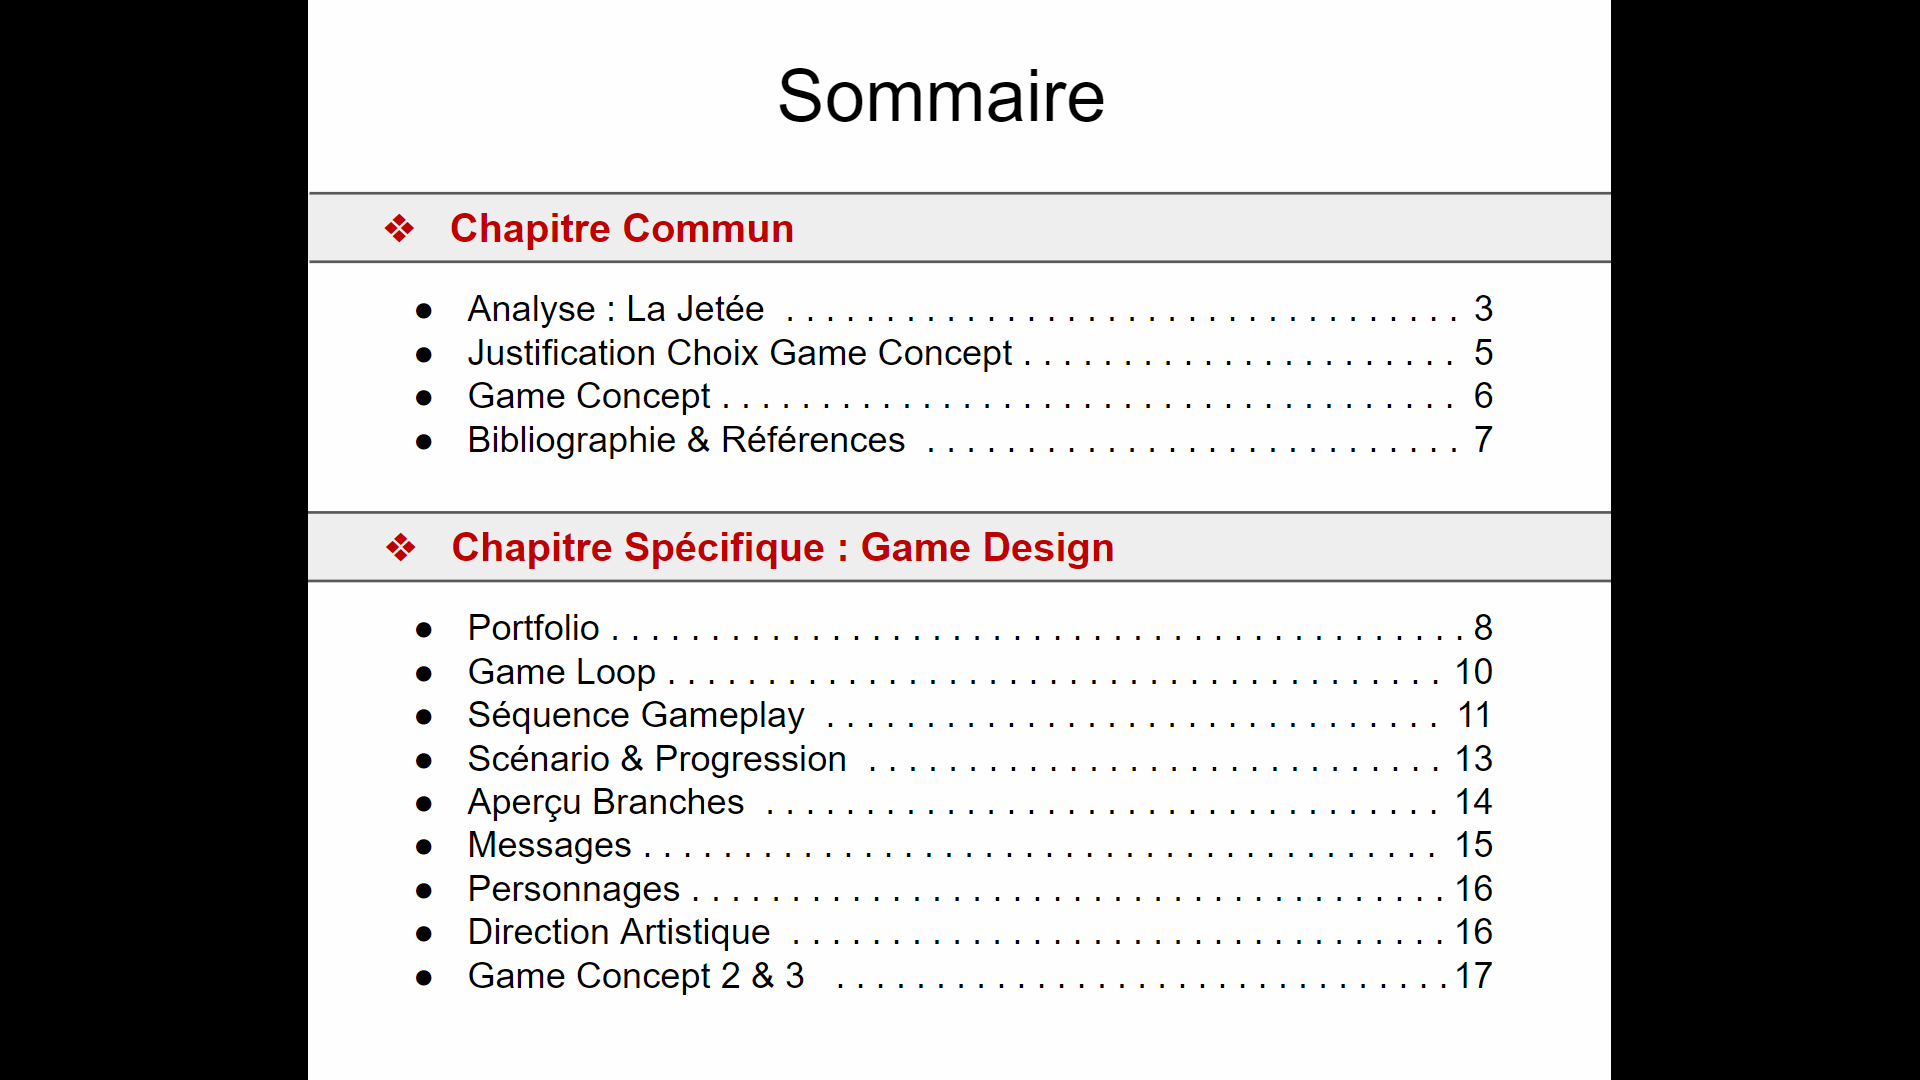 Sommaire
❖ Chapitre Commun
● Analyse : La Jetée . . . . . . . . . . . . . . . . . . . . . . . . . . . . . . . . . . 3
● Justification Choix Game Concept . . . . . . . . . . . . . . . . . . . . . . 5
● Game Concept . . . . . . . . . . . . . . . . . . . . . . . . . . . . . . . . . . . . . 6
● Bibliographie & Références . . . . . . . . . . . . . . . . . . . . . . . . . . . 7
❖ Chapitre Spécifique : Game Design
● Portfolio . . . . . . . . . . . . . . . . . . . . . . . . . . . . . . . . . . . . . . . . . . . 8
● Game Loop . . . . . . . . . . . . . . . . . . . . . . . . . . . . . . . . . . . . . . . 10
● Séquence Gameplay . . . . . . . . . . . . . . . . . . . . . . . . . . . . . . . 11
● Scénario & Progression . . . . . . . . . . . . . . . . . . . . . . . . . . . . . 13
● Aperçu Branches . . . . . . . . . . . . . . . . . . . . . . . . . . . . . . . . . . 14
● Messages . . . . . . . . . . . . . . . . . . . . . . . . . . . . . . . . . . . . . . . . 15
● Personnages . . . . . . . . . . . . . . . . . . . . . . . . . . . . . . . . . . . . . . 16
● Direction Artistique . . . . . . . . . . . . . . . . . . . . . . . . . . . . . . . . . 16
● Game Concept 2 & 3 . . . . . . . . . . . . . . . . . . . . . . . . . . . . . . . 17